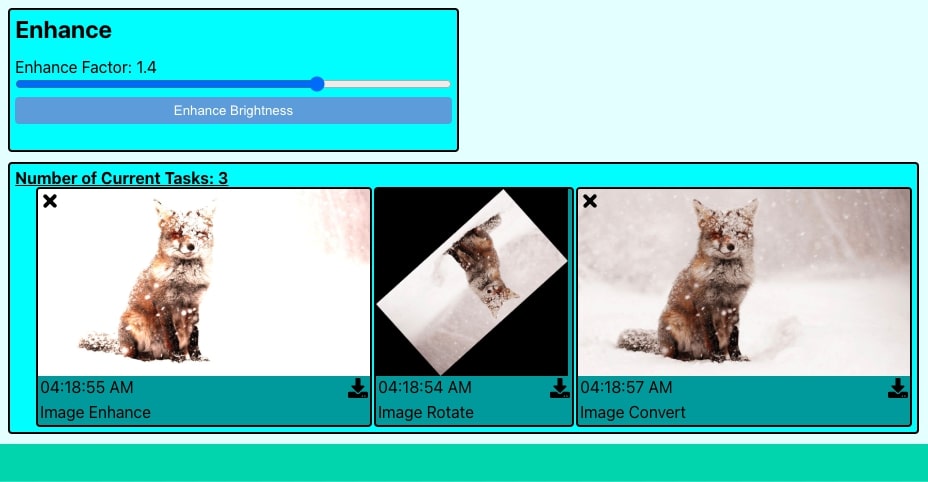 Enhance
Enhance Factor: 1.4
Enhance Brightness
Number of Current Tasks: 3
04:18:55 AM
Image Enhance
04:18:54 AM
Image Rotate
04:18:57 AM
Image Convert